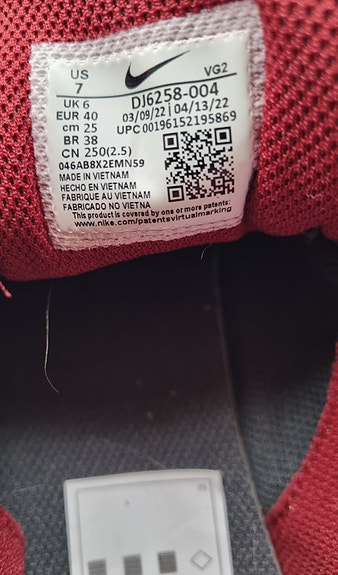 US
7
VG2
UK 6
EUR 40
cm 25
BR 38
CN 250(2.5)
DJ6258-004
03/09/22 | 04/13/22
UPC 00196152195869
046AB8X2EMN59
MADE IN VIETNAM
HECHO EN VIETNAM
FABRIQUE AU VIETNAM
FABRICADO NO VIETNA
This product is covered by one or more patents:
www.nike.com/patentsvirtualmarking